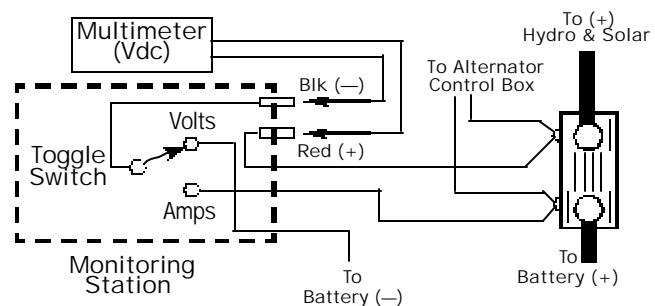 Multimeter
(Vdc)
To (+)
Hydro & Solar
To Alternator
Control Box
Blk (—)
Volts
Red (+)
Toggle
Switch
Amps
Monitoring
Station
To
Battery (—)
To
Battery (+)